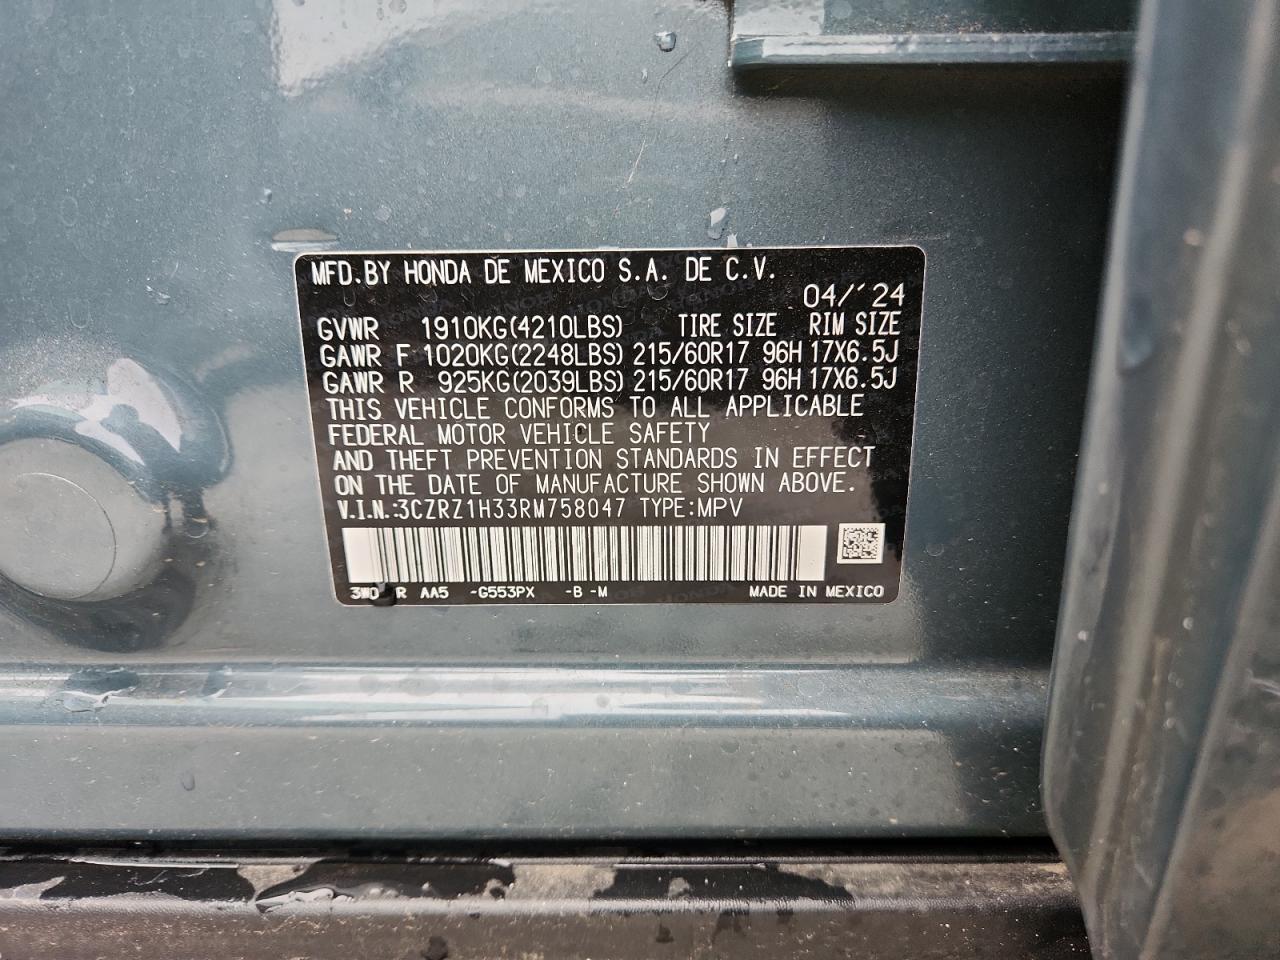 MFD.BY HONDA DE MEXICO S.A. DE C.V.
04/´24
GVWR 1910KG(4210LBS) TIRE SIZE RIM SIZE
GAWR F 1020KG(2248LBS) 215/60R17 96H 17X6.5J
GAWR R 925KG(2039LBS) 215/60R17 96H 17X6.5J
THIS VEHICLE CONFORMS TO ALL APPLICABLE
FEDERAL MOTOR VEHICLE SAFETY
AND THEFT PREVENTION STANDARDS IN EFFECT
ON THE DATE OF MANUFACTURE SHOWN ABOVE.
V.I.N.:3CZRZ1H33RM758047 TYPE:MPV
R AA5 -G553PX -B -M MADE IN MEXICO